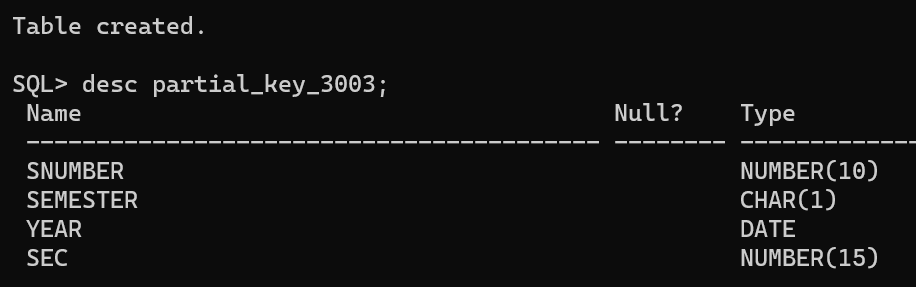 Table created.
SQL> desc partial_key_3003;
Name Null? Type
----------------------------------------- -------- ---------------
SNUMBER NUMBER(10)
SEMESTER CHAR(1)
YEAR DATE
SEC NUMBER(15)